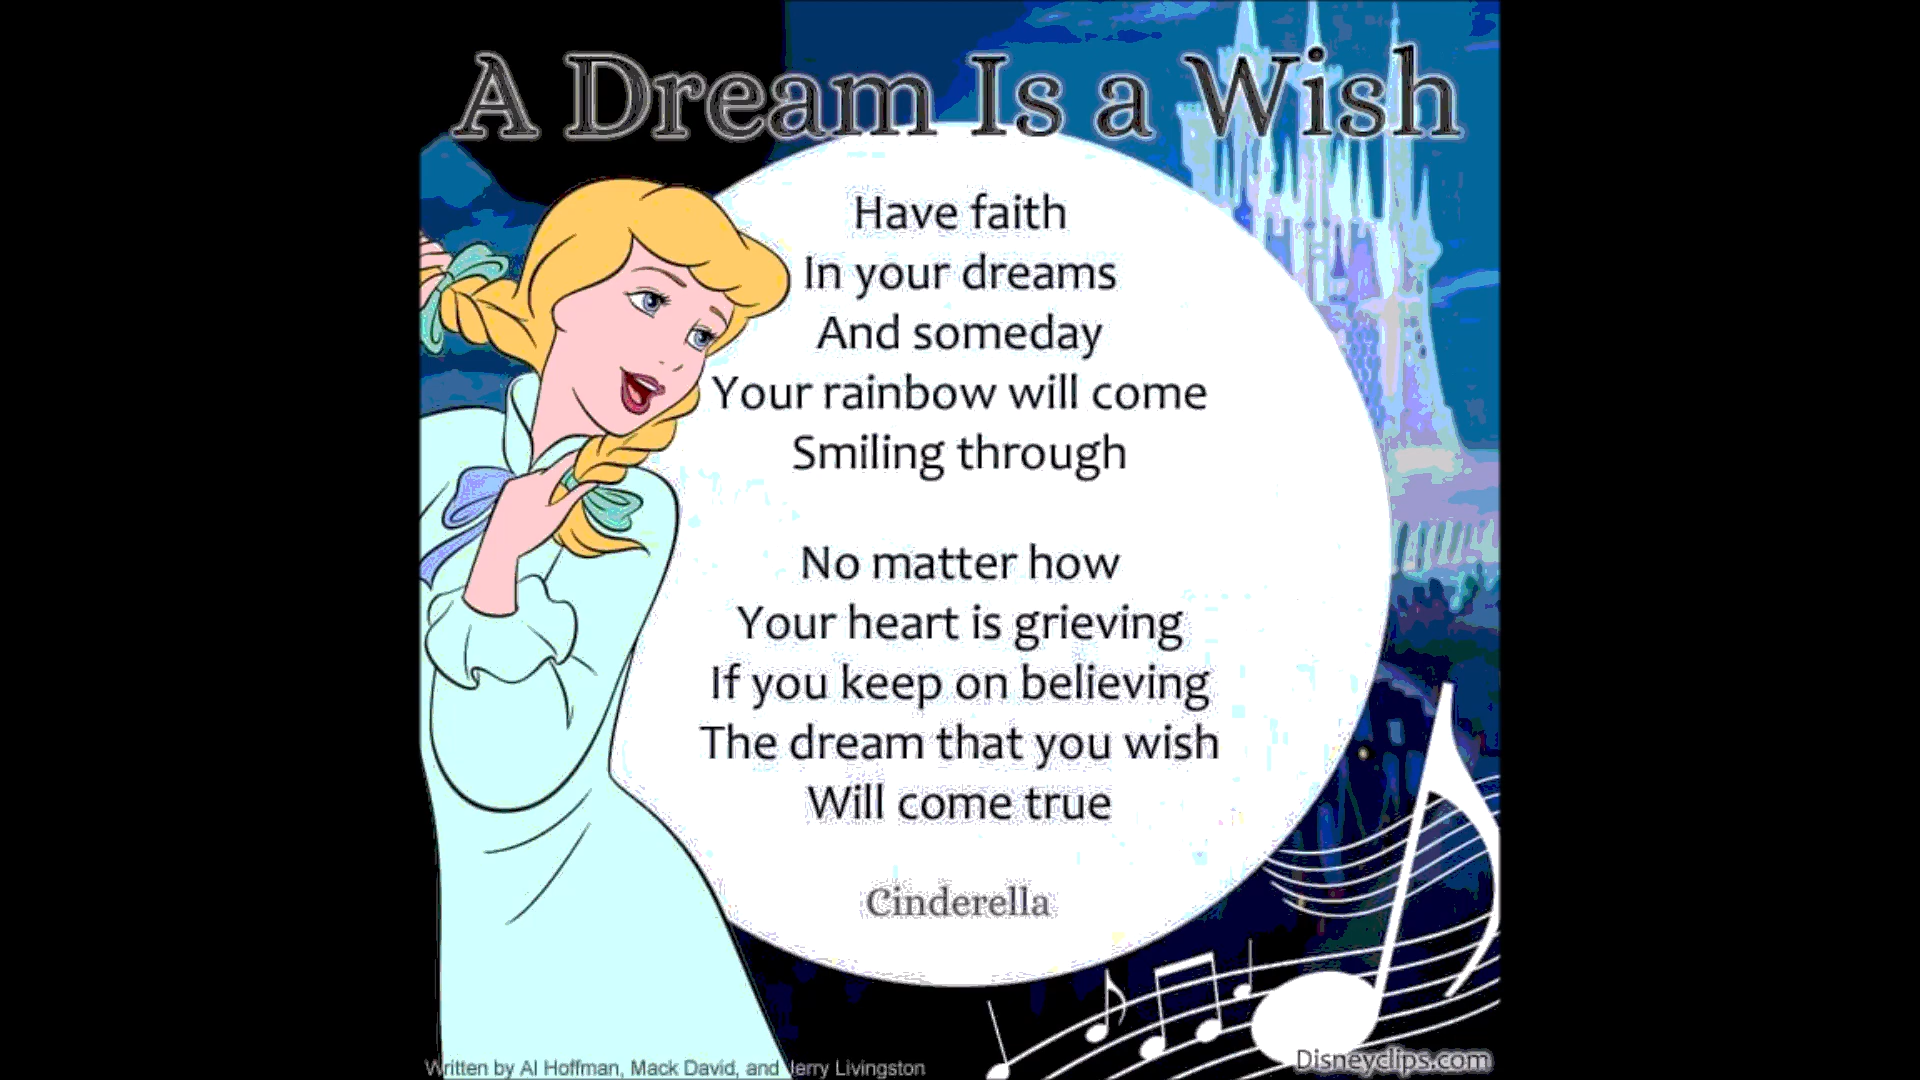 A Dream Is a Wish
Have faith
In your dreams
And someday
Your rainbow will come
Smiling through
No matter how
Your heart is grieving
If you keep on believing
The dream that you wish
Will come true
Cinderella
Written by Al Hoffman, Mack David, and Jerry Livingston
Disneyclips.com